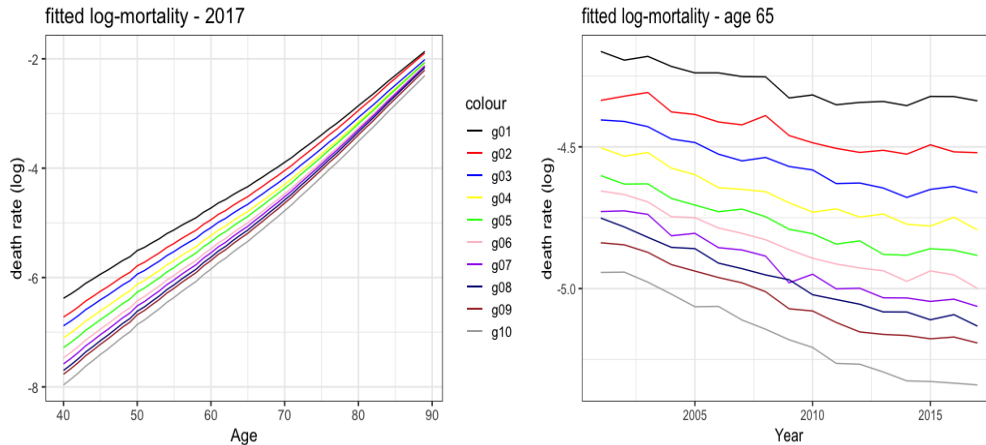 fitted log-mortality - 2017
death rate (log)
-2
-4
-6
-8
40 50 60 70 80 90
Age
colour
g01
g02
g03
g04
g05
g06
g07
g08
g09
g10
fitted log-mortality - age 65
death rate (log)
-4.5
-5.0
2005 2010 2015
Year